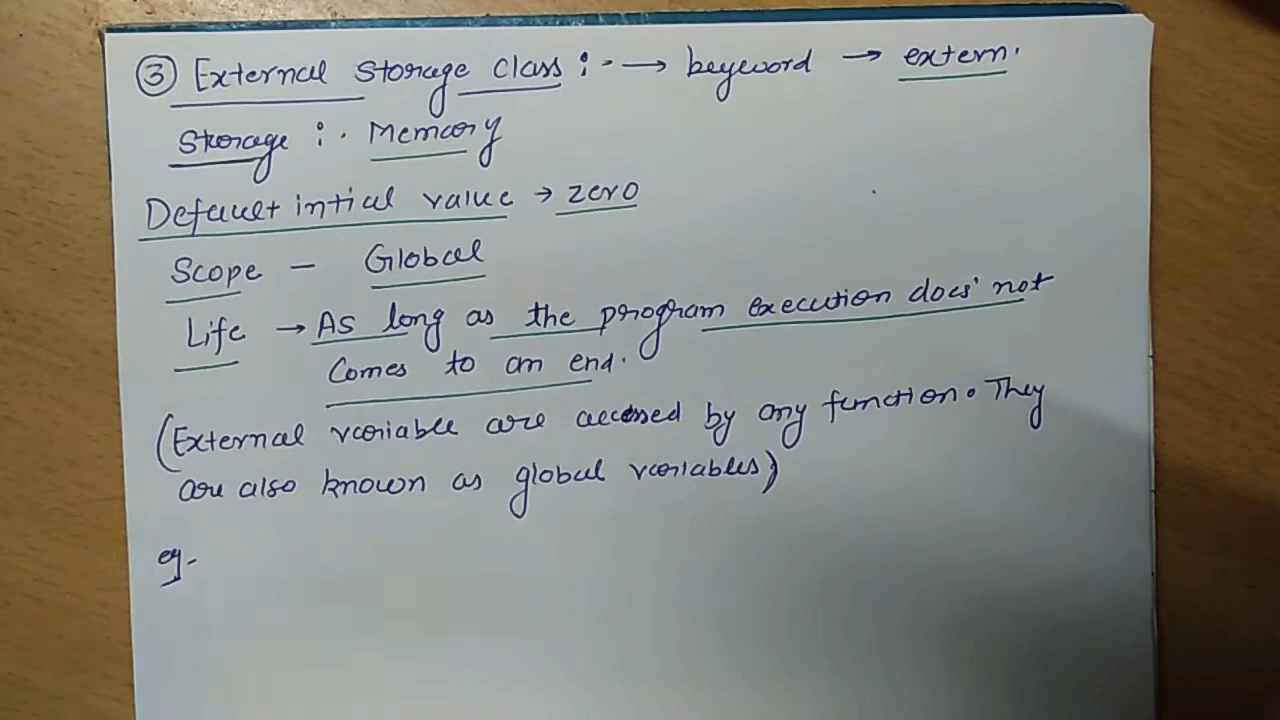 ③ External Storage Class :- → keyword → extern.
Storage :- Memory
Default intial value → zero
Scope - Global
Life → As long as the program execution does not
Comes to an end.
(External variable are accessed by any function. They
are also known as global variables)
eg-